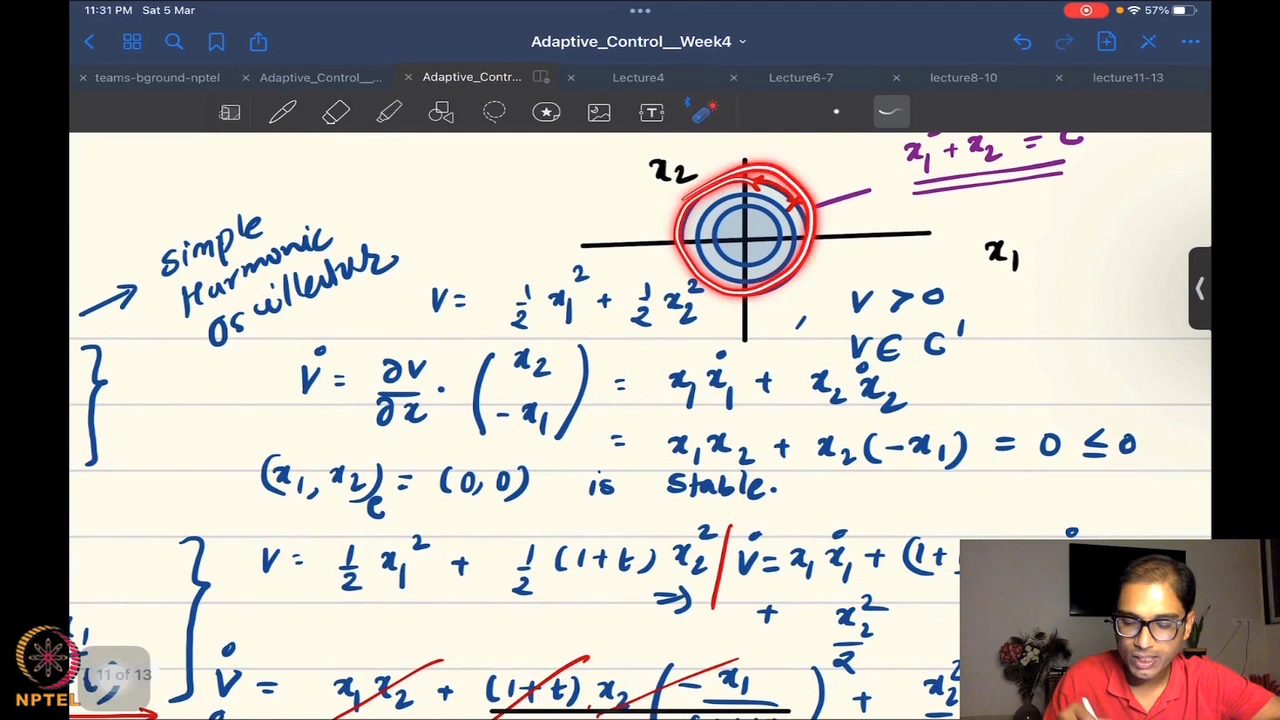 11:31 PM Sat 5 Mar
57%
Adaptive_Control__Week4
teams-bground-nptel
Adaptive_Control__...
Adaptive_Contr...
Lecture4
Lecture6-7
lecture8-10
lecture11-13
x₂
x₁
simple
Harmonic
Oscillator
V = ½ x₁² + ½ x₂² , V > 0
V ∈ C¹
V̇ = ∂V/∂x · (x₂ -x₁) = x₁ẋ₁ + x₂ẋ₂
= x₁x₂ + x₂(-x₁) = 0 ≤ 0
(x₁, x₂)e = (0,0) is stable.
V = ½ x₁² + ½ (1+t) x₂² ⇒ V̇ = x₁ẋ₁ + (1+
+ x₂²/2
V̇ = x₁x₂ + (1+t) x₂ (-x₁
11 of 13
NPTEL